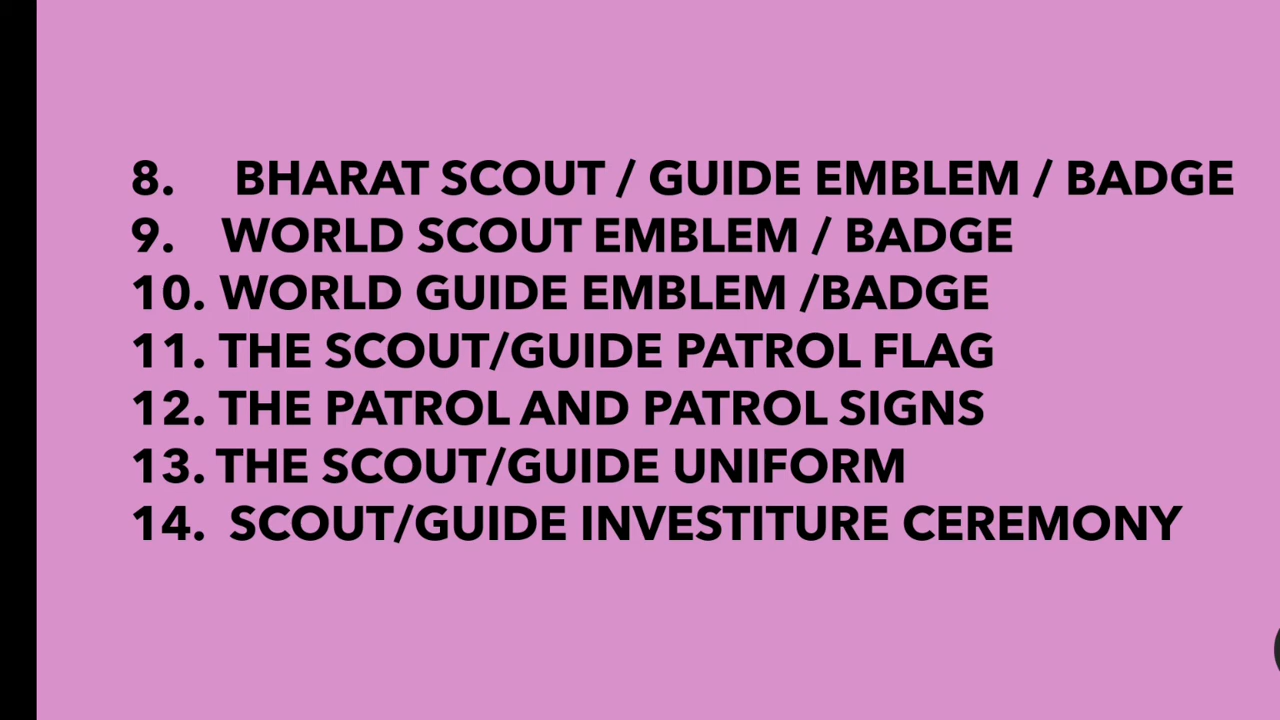 8. BHARAT SCOUT / GUIDE EMBLEM / BADGE
9. WORLD SCOUT EMBLEM / BADGE
10. WORLD GUIDE EMBLEM /BADGE
11. THE SCOUT/GUIDE PATROL FLAG
12. THE PATROL AND PATROL SIGNS
13. THE SCOUT/GUIDE UNIFORM
14. SCOUT/GUIDE INVESTITURE CEREMONY